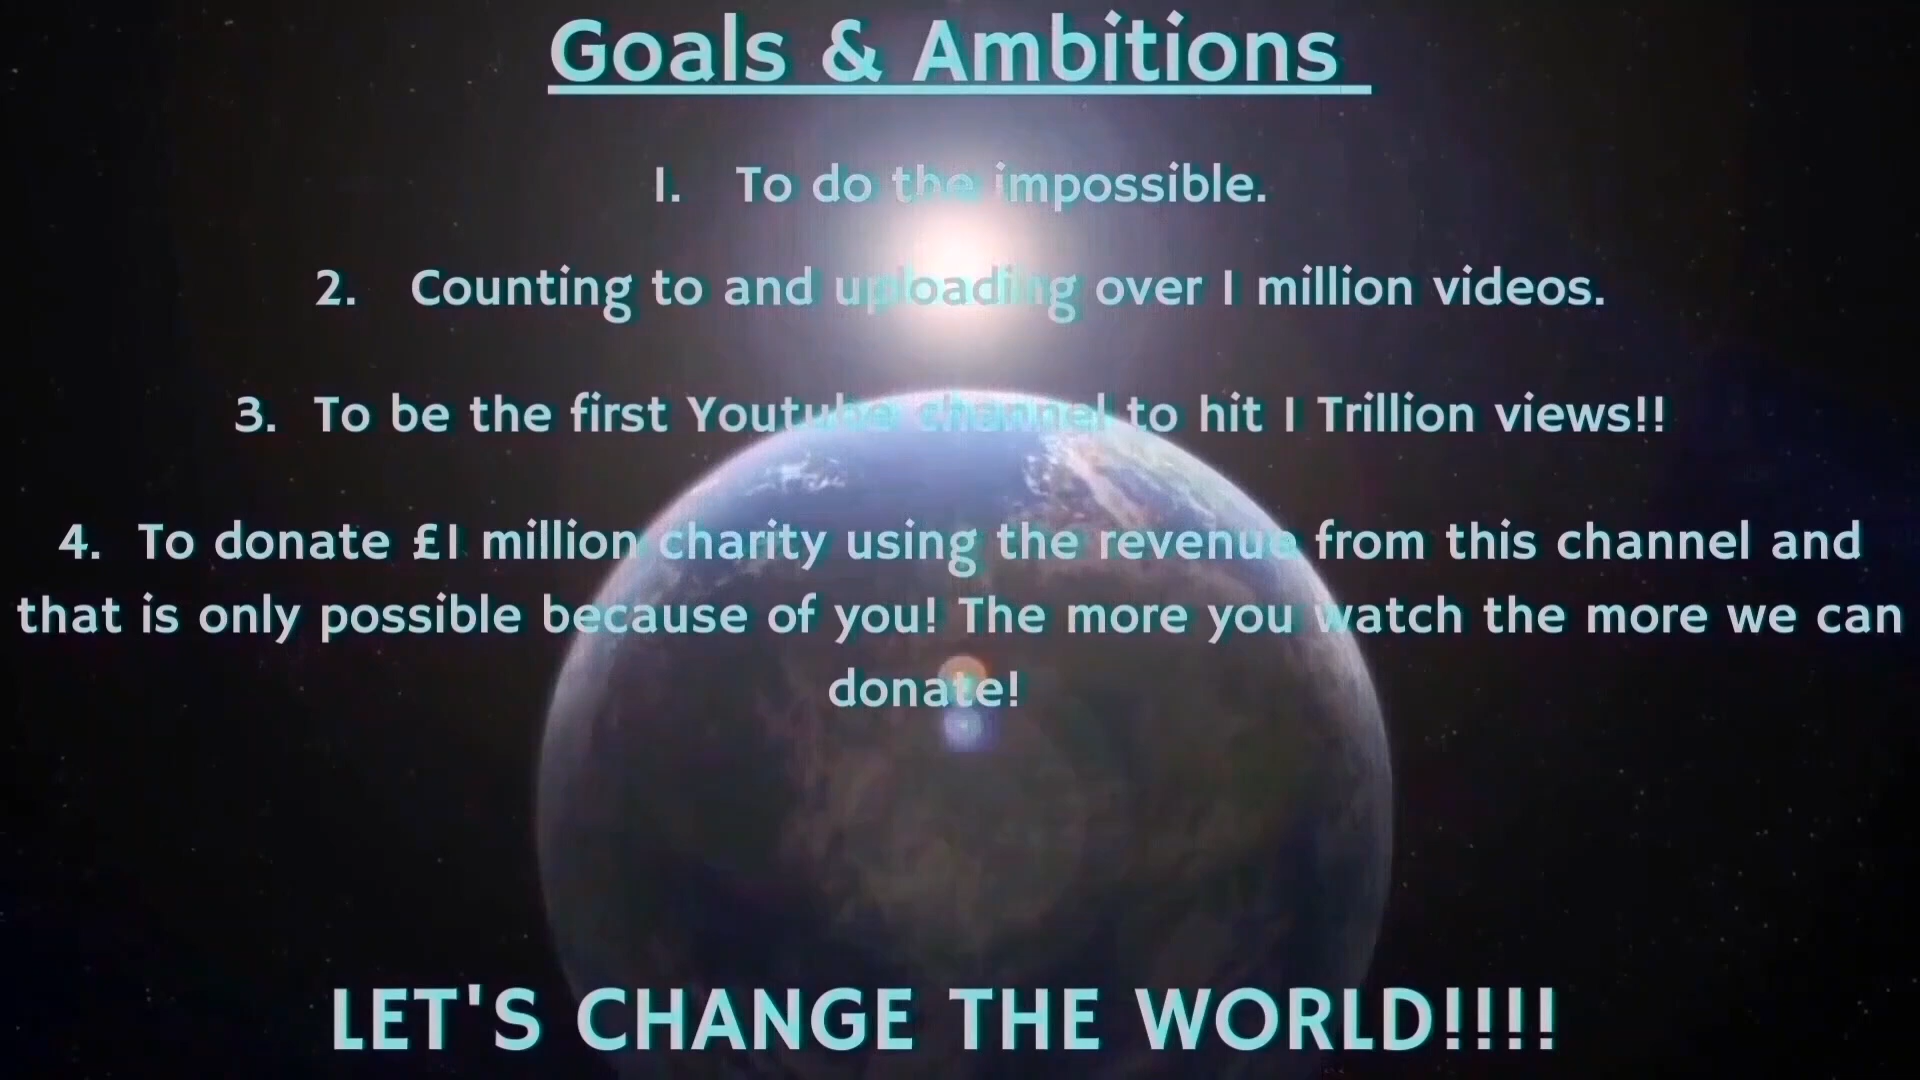 Goals & Ambitions
1. To do the impossible.
2. Counting to and uploading over 1 million videos.
3. To be the first Youtube channel to hit 1 Trillion views!!
4. To donate £1 million charity using the revenue from this channel and
that is only possible because of you! The more you watch the more we can
donate!
LET'S CHANGE THE WORLD!!!!